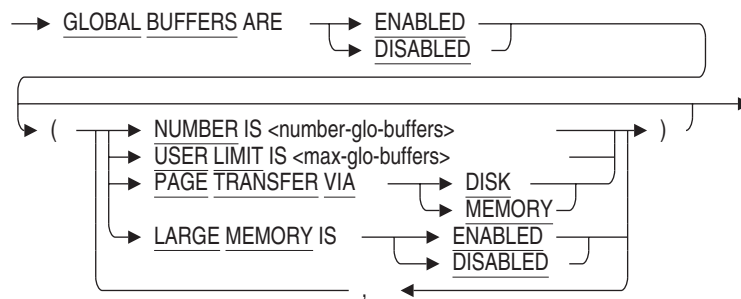 GLOBAL BUFFERS ARE ENABLED
DISABLED
( NUMBER IS <number-glo-buffers> )
USER LIMIT IS <max-glo-buffers>
PAGE TRANSFER VIA DISK
MEMORY
LARGE MEMORY IS ENABLED
DISABLED
,